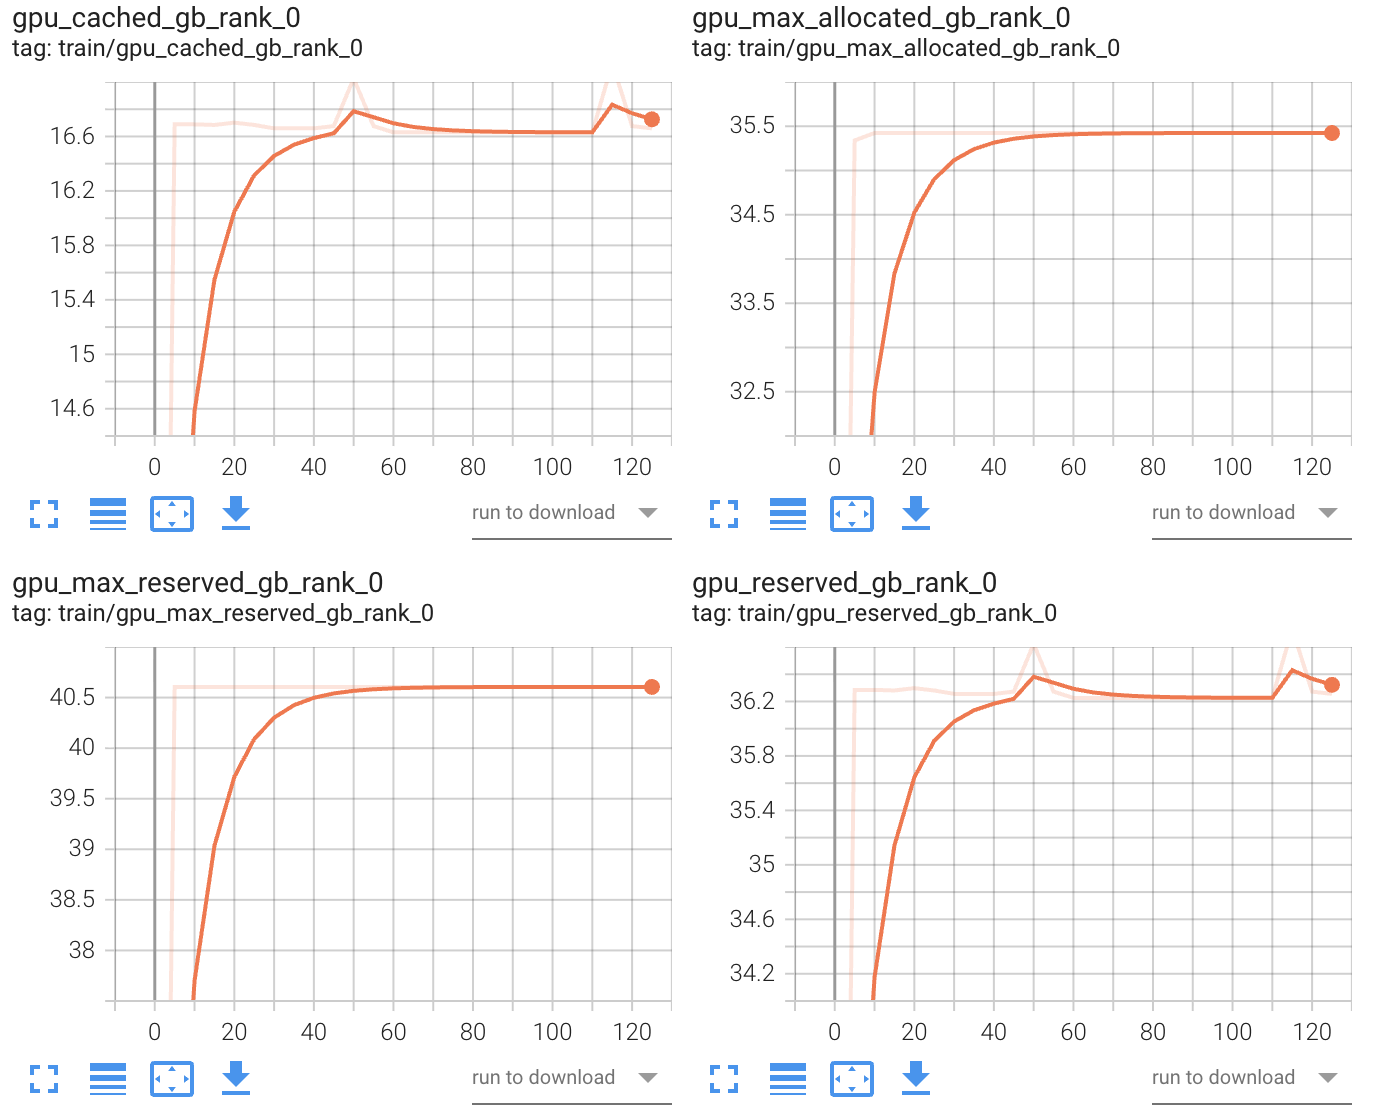 gpu_cached_gb_rank_0
tag: train/gpu_cached_gb_rank_0
16.6
16.2
15.8
15.4
15
14.6
0 20 40 60 80 100 120
run to download
gpu_max_allocated_gb_rank_0
tag: train/gpu_max_allocated_gb_rank_0
35.5
34.5
33.5
32.5
0 20 40 60 80 100 120
run to download
gpu_max_reserved_gb_rank_0
tag: train/gpu_max_reserved_gb_rank_0
40.5
40
39.5
39
38.5
38
0 20 40 60 80 100 120
run to download
gpu_reserved_gb_rank_0
tag: train/gpu_reserved_gb_rank_0
36.2
35.8
35.4
35
34.6
34.2
0 20 40 60 80 100 120
run to download